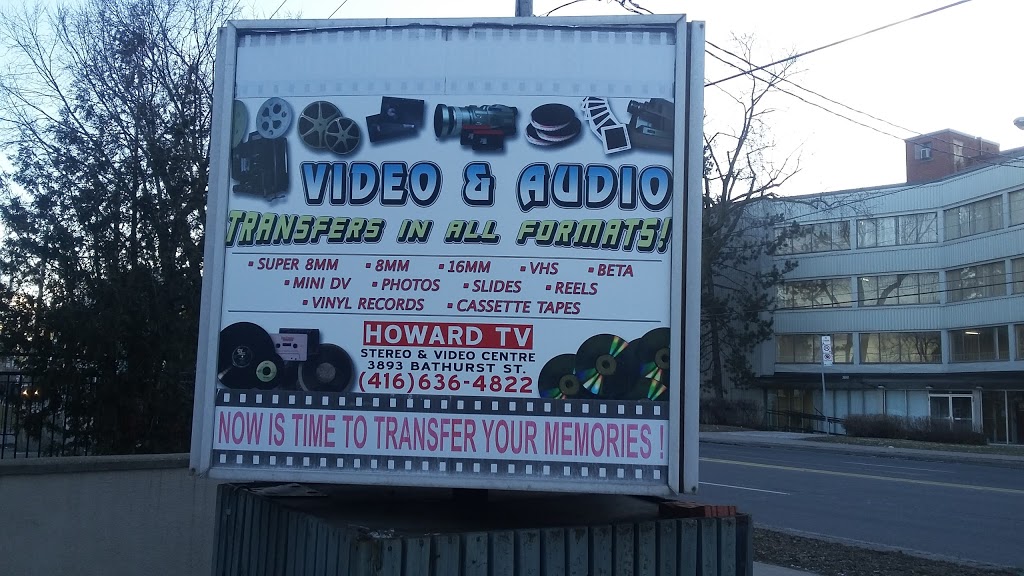 VIDEO & AUDIO
TRANSFERS IN ALL FORMATS!
▪ SUPER 8MM ▪ 8MM ▪ 16MM ▪ VHS ▪ BETA
▪ MINI DV ▪ PHOTOS ▪ SLIDES ▪ REELS
▪ VINYL RECORDS ▪ CASSETTE TAPES
HOWARD TV
STEREO & VIDEO CENTRE
3893 BATHURST ST.
(416)636-4822
NOW IS TIME TO TRANSFER YOUR MEMORIES !